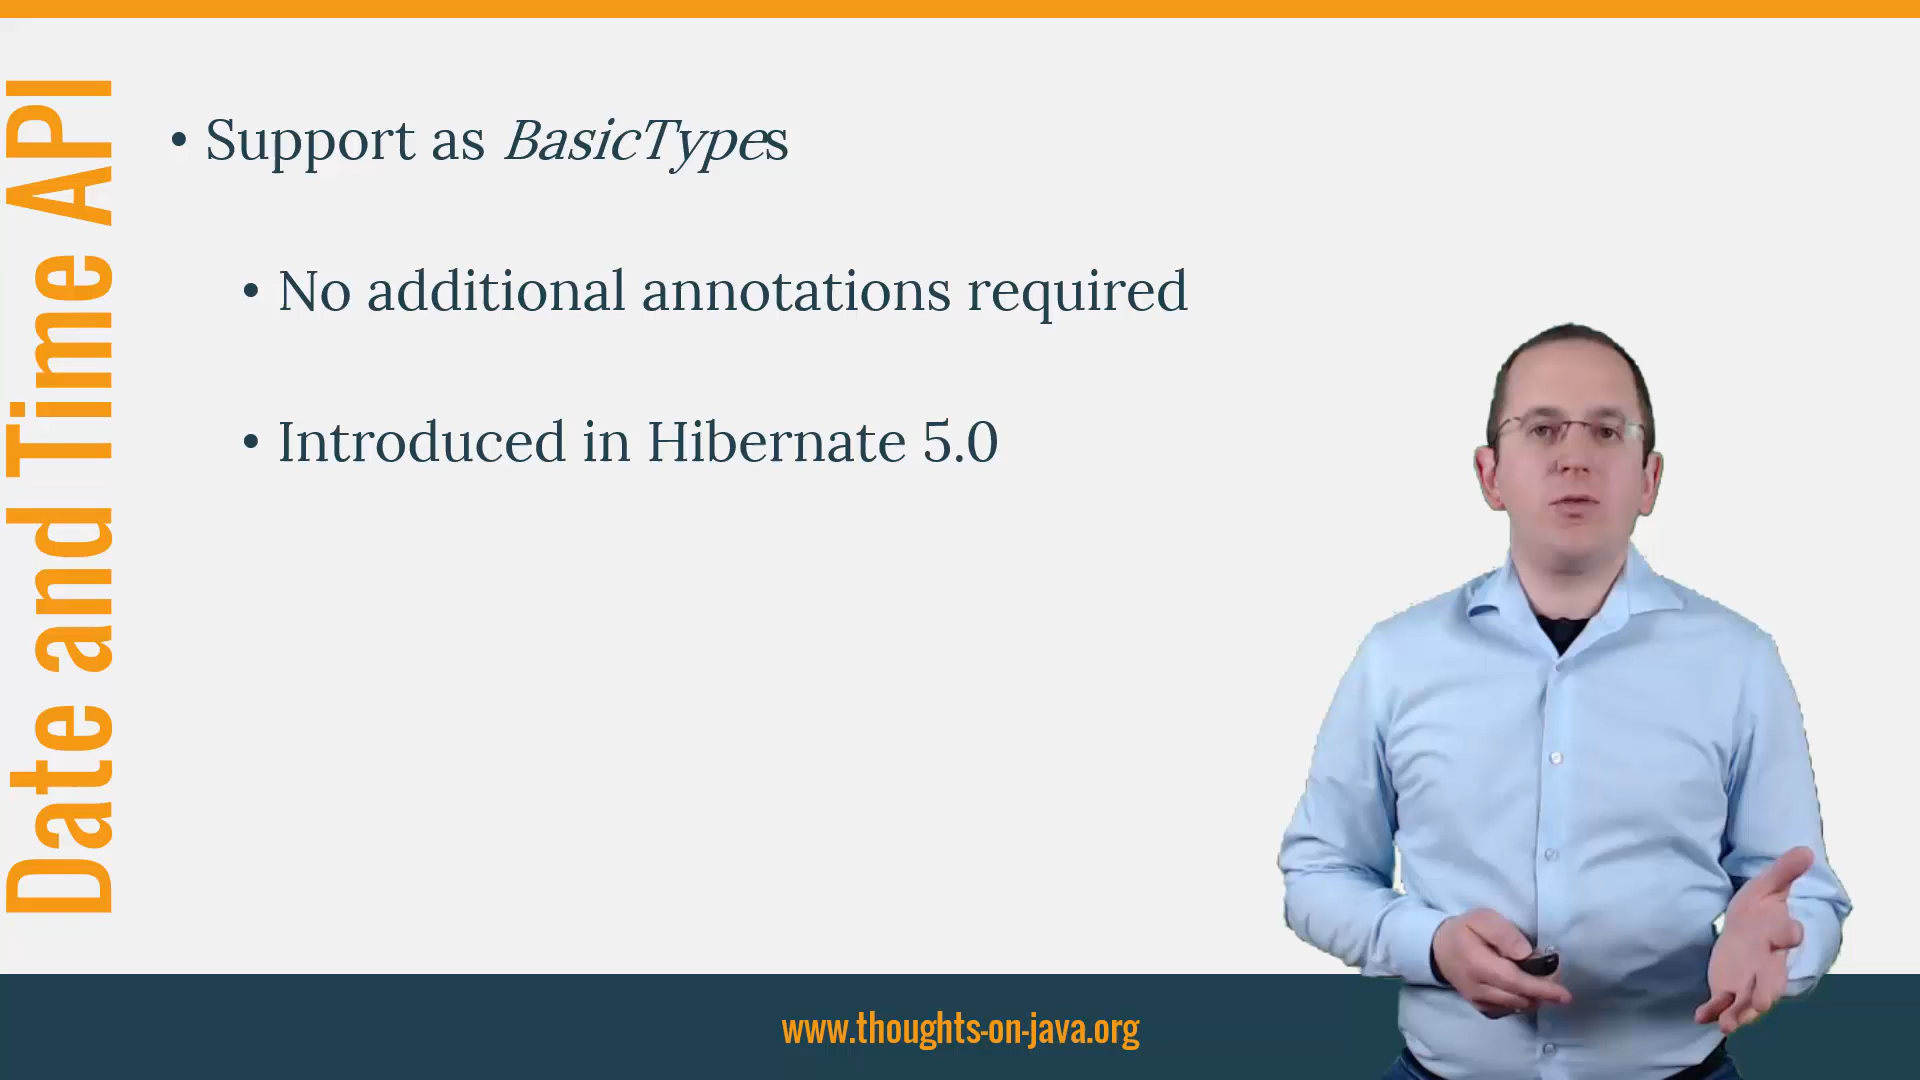 Date and Time API
• Support as BasicTypes
• No additional annotations required
• Introduced in Hibernate 5.0
www.thoughts-on-java.org